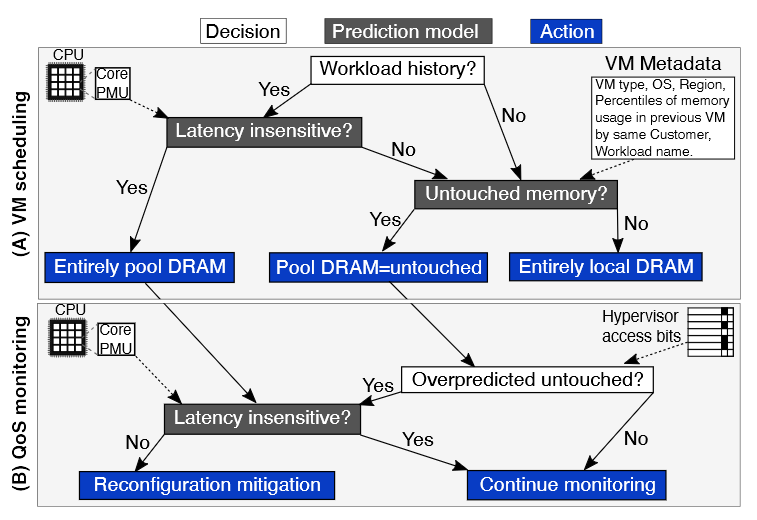 Decision
Prediction model
Action
(A) VM scheduling
CPU
Core
PMU
Workload history?
VM Metadata
VM type, OS, Region,
Percentiles of memory
usage in previous VM
by same Customer,
Workload name.
Yes
No
Latency insensitive?
No
Yes
Untouched memory?
Yes
No
Entirely pool DRAM
Pool DRAM=untouched
Entirely local DRAM
(B) QoS monitoring
CPU
Core
PMU
Hypervisor
access bits
Overpredicted untouched?
Yes
Latency insensitive?
No
Yes
No
Reconfiguration mitigation
Continue monitoring